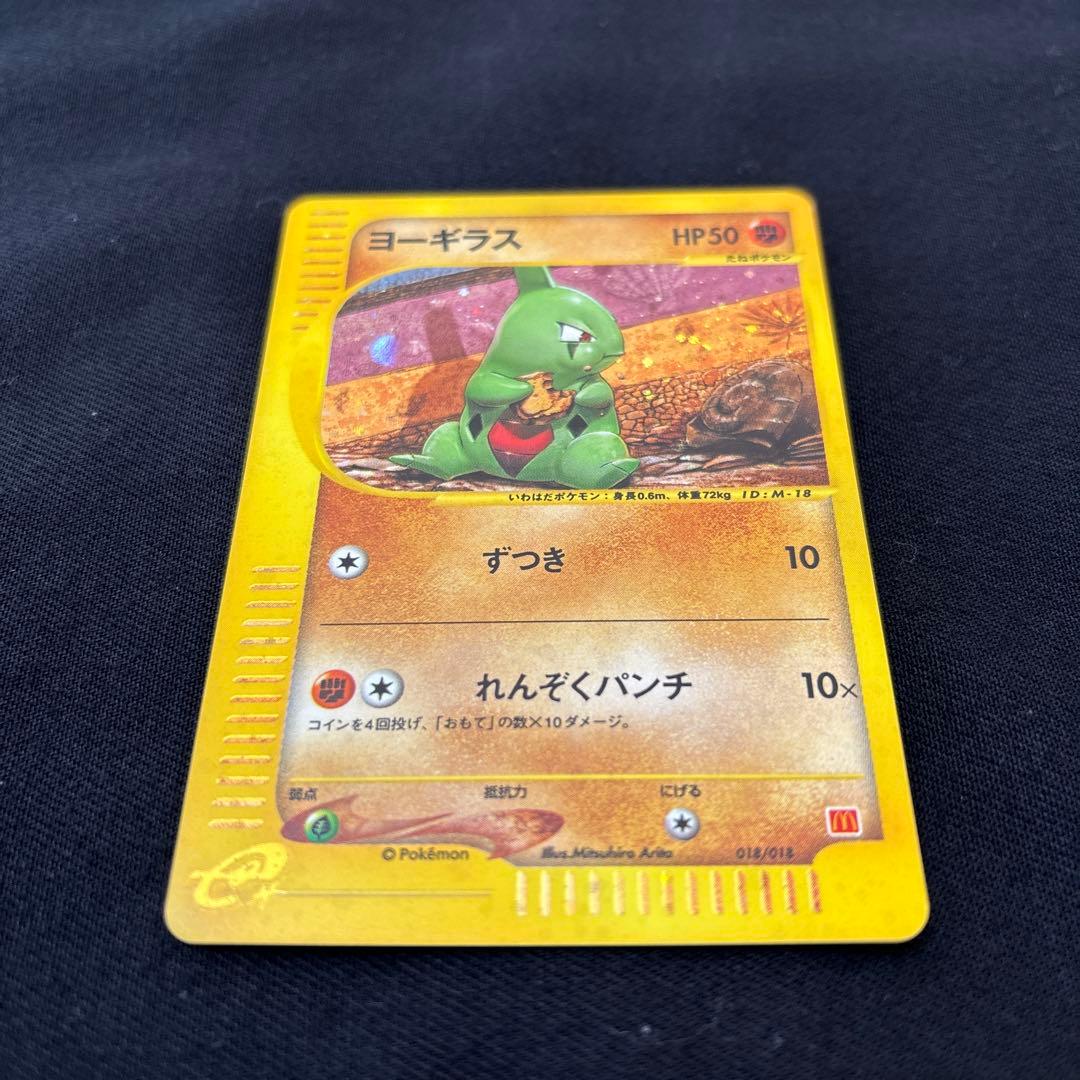 ヨーギラス HP50
たねポケモン
いわはだポケモン：身長0.6m、体重72kg ID:M-18
ずつき 10
れんぞくパンチ 10×
コインを4回投げ、「おもて」の数×10ダメージ。
弱点 抵抗力 にげる
© Pokémon Illus.Mitsuhiro Arita 018/018